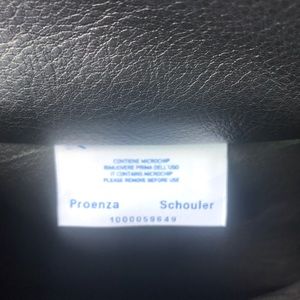 CONTIENE MICROCHIP
RIMUOVERE PRIMA DELL'USO
IT CONTAINS MICROCHIP
PLEASE REMOVE BEFORE USE
Proenza Schouler
1000059649